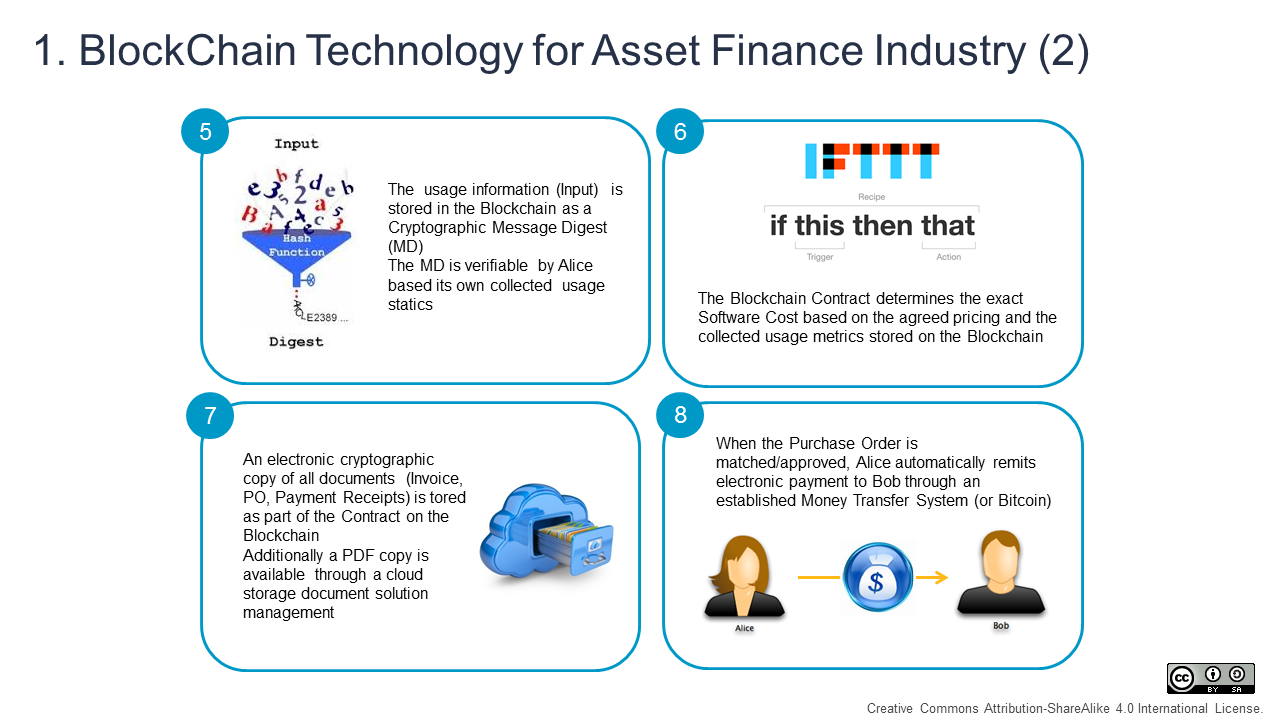 1. BlockChain Technology for Asset Finance Industry (2)
5
Input
Hash
Function
E2389 ...
Digest
The usage information (Input) is
stored in the Blockchain as a
Cryptographic Message Digest
(MD)
The MD is verifiable by Alice
based its own collected usage
statics
6
IFTTT
Recipe
if this then that
Trigger
Action
The Blockchain Contract determines the exact
Software Cost based on the agreed pricing and the
collected usage metrics stored on the Blockchain
7
An electronic cryptographic
copy of all documents (Invoice,
PO, Payment Receipts) is tored
as part of the Contract on the
Blockchain
Additionally a PDF copy is
available through a cloud
storage document solution
management
8
When the Purchase Order is
matched/approved, Alice automatically remits
electronic payment to Bob through an
established Money Transfer System (or Bitcoin)
$
Alice
Bob
cc
BY SA
Creative Commons Attribution-ShareAlike 4.0 International License.